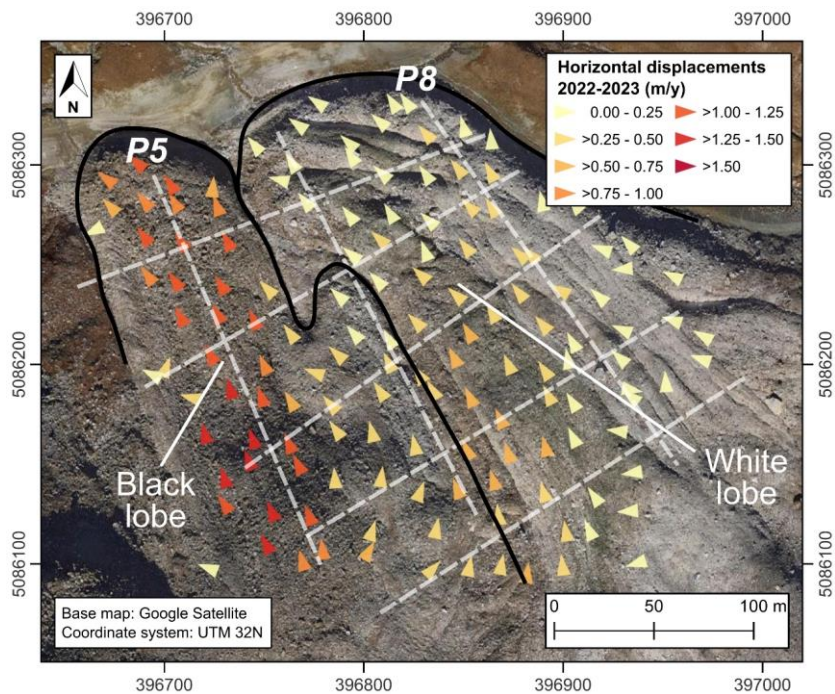 396700 396800 396900 397000
P8
Horizontal displacements
2022-2023 (m/y)
0.00 - 0.25 >1.00 - 1.25
>0.25 - 0.50 >1.25 - 1.50
>0.50 - 0.75 >1.50
>0.75 - 1.00
N
P5
5086300 5086300
5086200 5086200
Black
lobe
White
lobe
5086100 5086100
Base map: Google Satellite
Coordinate system: UTM 32N
0 50 100 m
396700 396800 396900 397000